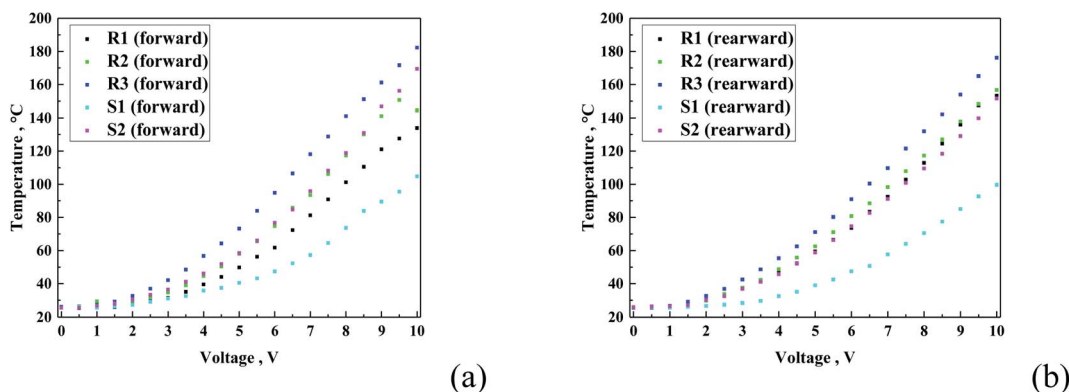 200
180
160
140
120
100
80
60
40
20
Temperature , °C
R1 (forward)
R2 (forward)
R3 (forward)
S1 (forward)
S2 (forward)
0 1 2 3 4 5 6 7 8 9 10
Voltage , V
(a)
200
180
160
140
120
100
80
60
40
20
Temperature , °C
R1 (rearward)
R2 (rearward)
R3 (rearward)
S1 (rearward)
S2 (rearward)
0 1 2 3 4 5 6 7 8 9 10
Voltage , V
(b)